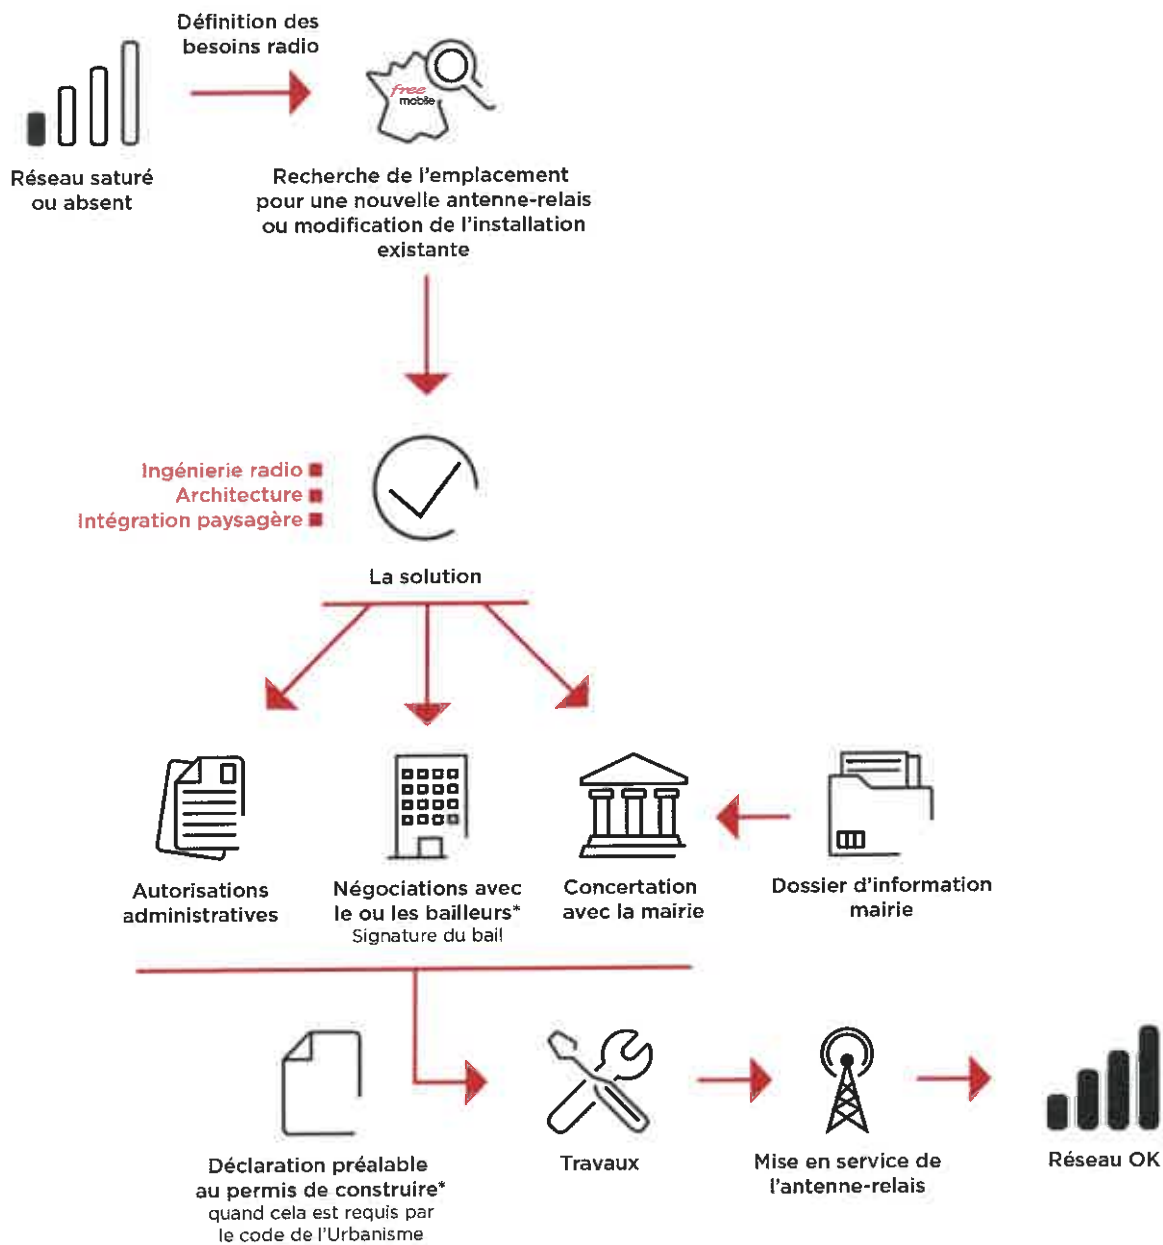 Définition des
besoins radio
free
mobile
Réseau saturé
ou absent
Recherche de l'emplacement
pour une nouvelle antenne-relais
ou modification de l'installation
existante
Ingénierie radio
Architecture
Intégration paysagère
La solution
Autorisations
administratives
Négociations avec
le ou les bailleurs*
Signature du bail
Concertation
avec la mairie
Dossier d'information
mairie
Déclaration préalable
au permis de construire*
quand cela est requis par
le code de l'Urbanisme
Travaux
Mise en service de
l'antenne-relais
Réseau OK